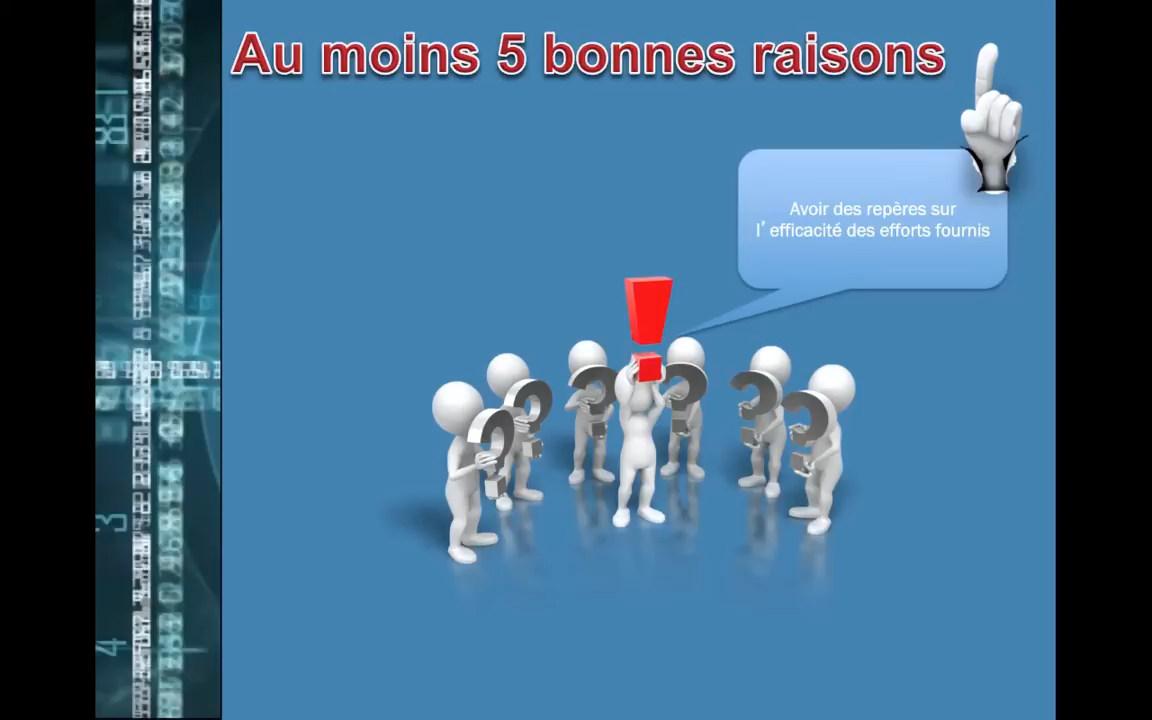 Au moins 5 bonnes raisons
Avoir des repères sur
l’ efficacité des efforts fournis